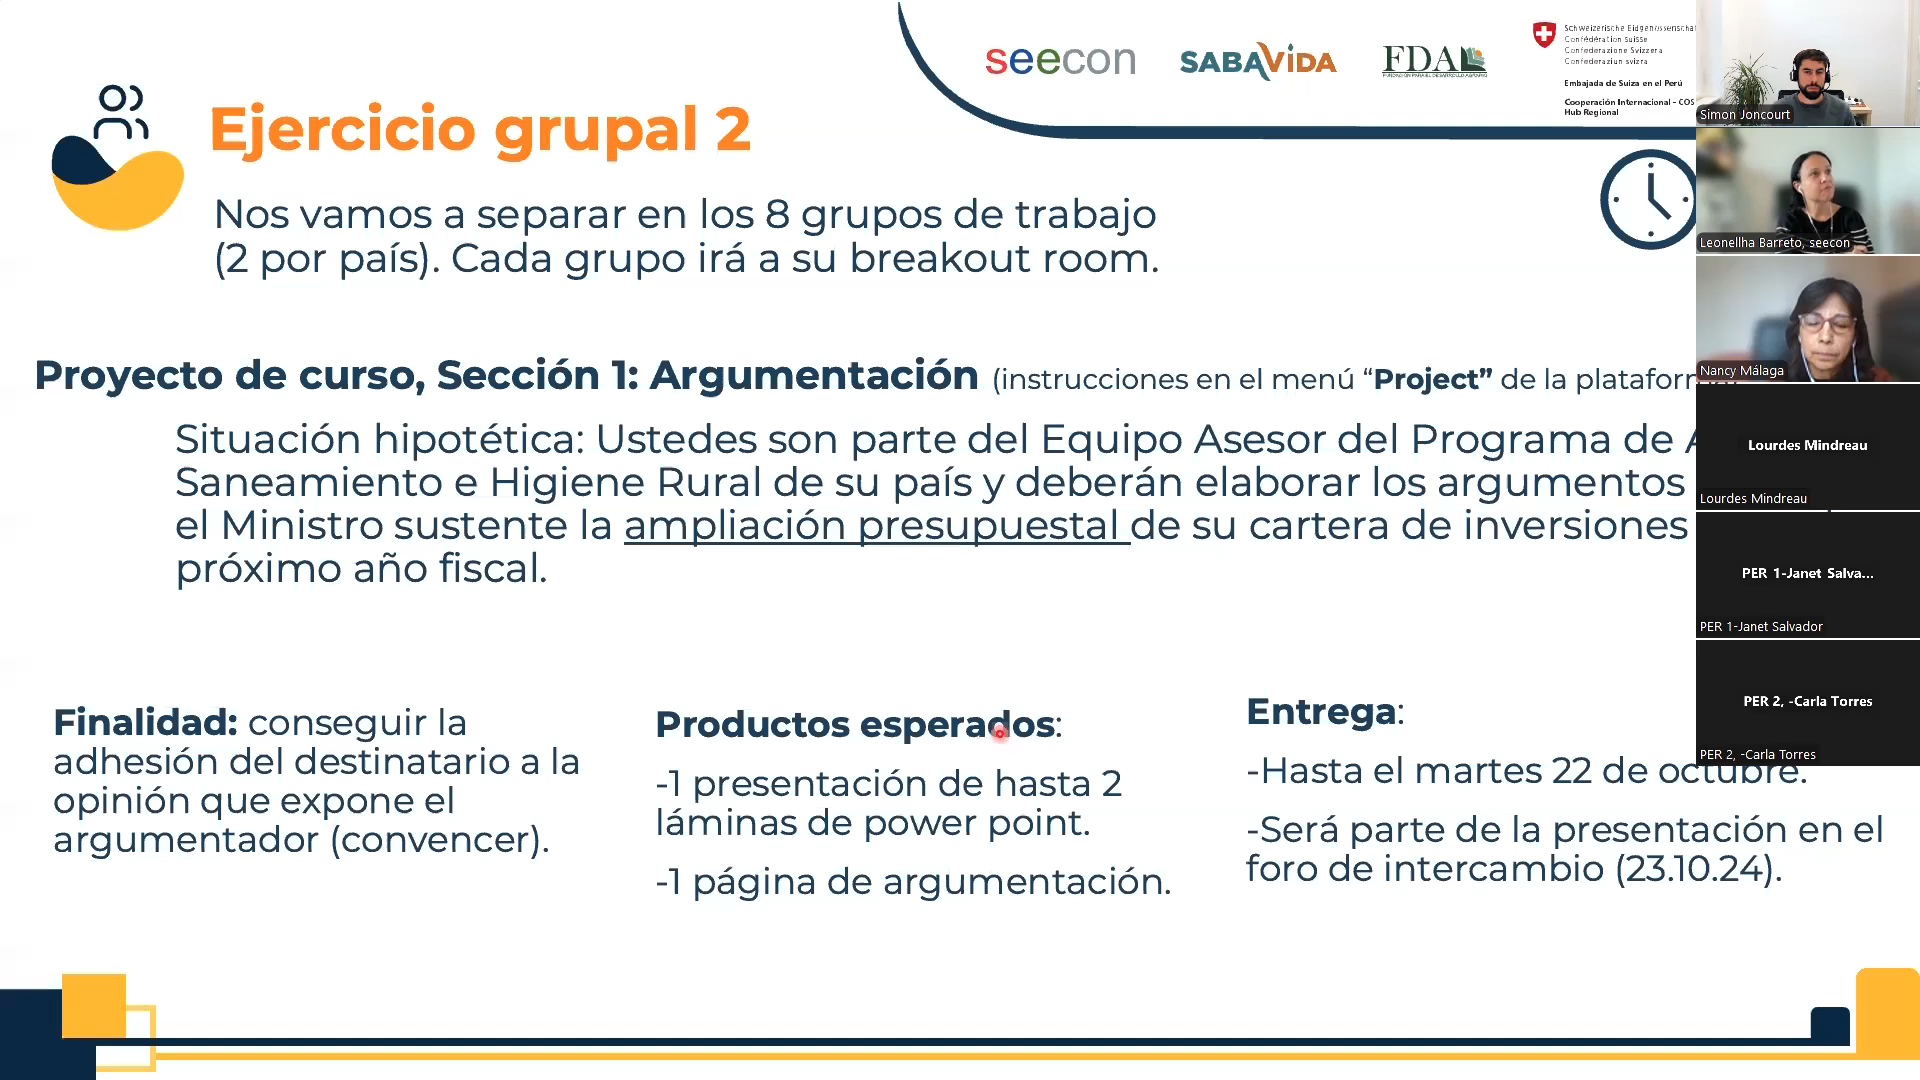 seecon
SABAVIDA
FDA
FUNDACIÓN PARA EL DESARROLLO AGRARIO
Schweizerische Eidgenossenschaf
Confédération suisse
Confederazione Svizzera
Confederaziun svizra
Embajada de Suiza en el Perú
Cooperación Internacional - COS
Hub Regional
Ejercicio grupal 2
Nos vamos a separar en los 8 grupos de trabajo
(2 por país). Cada grupo irá a su breakout room.
Proyecto de curso, Sección 1: Argumentación (instrucciones en el menú “Project” de la plataform
Situación hipotética: Ustedes son parte del Equipo Asesor del Programa de
Saneamiento e Higiene Rural de su país y deberán elaborar los argumentos
el Ministro sustente la ampliación presupuestal de su cartera de inversiones
próximo año fiscal.
Finalidad: conseguir la
adhesión del destinatario a la
opinión que expone el
argumentador (convencer).
Productos esperados:
-1 presentación de hasta 2
láminas de power point.
-1 página de argumentación.
Entrega:
-Hasta el martes 22 de octubre.
-Será parte de la presentación en el
foro de intercambio (23.10.24).
Simon Joncourt
Leonellha Barreto, seecon
Nancy Málaga
Lourdes Mindreau
Lourdes Mindreau
PER 1-Janet Salva...
PER 1-Janet Salvador
PER 2, -Carla Torres
PER 2, -Carla Torres